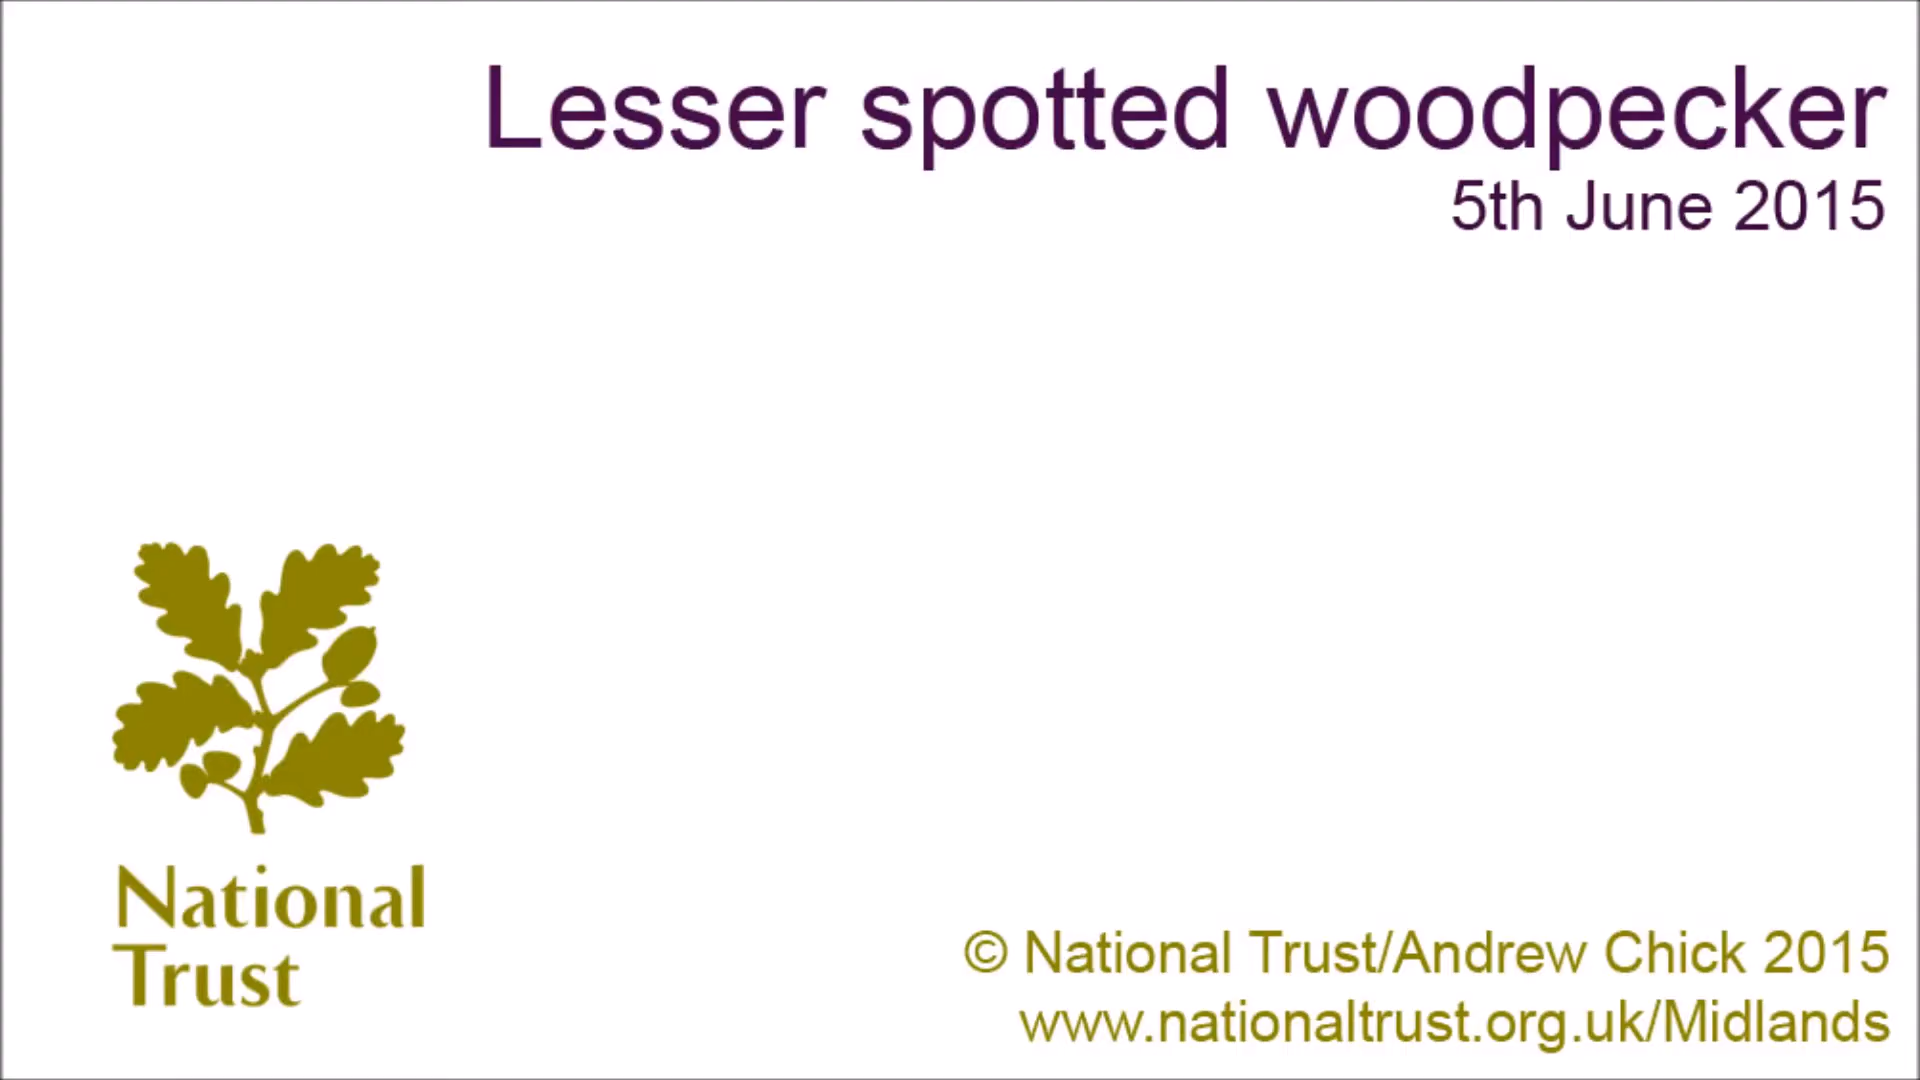 Lesser spotted woodpecker
5th June 2015
National
Trust
© National Trust/Andrew Chick 2015
www.nationaltrust.org.uk/Midlands